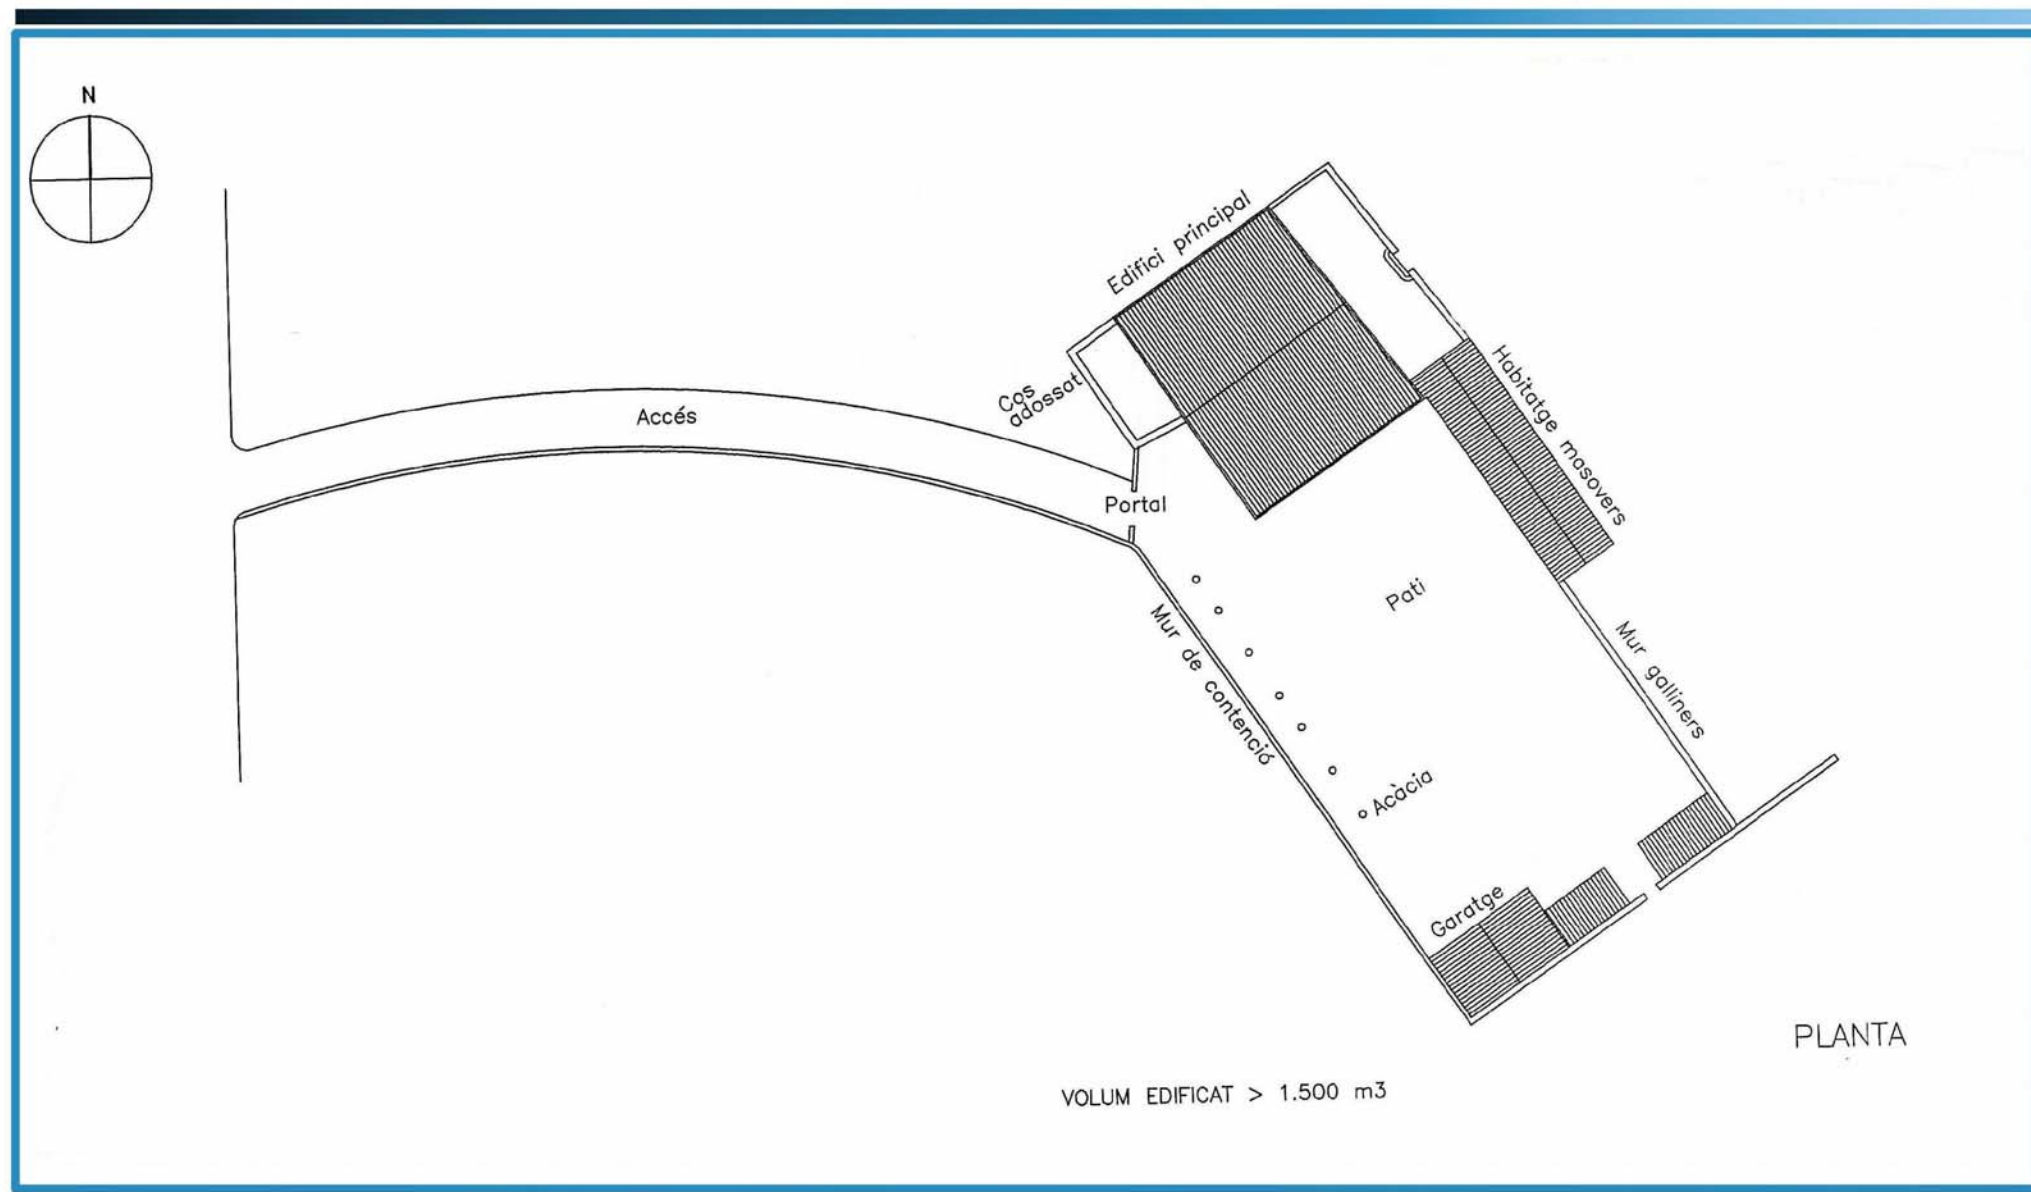 N
Edifici principal
Cos
adossat
Habitatge masovers
Accés
Portal
Pati
Mur de contenció
Mur galliners
Acàcia
Garatge
PLANTA
VOLUM EDIFICAT > 1.500 m3